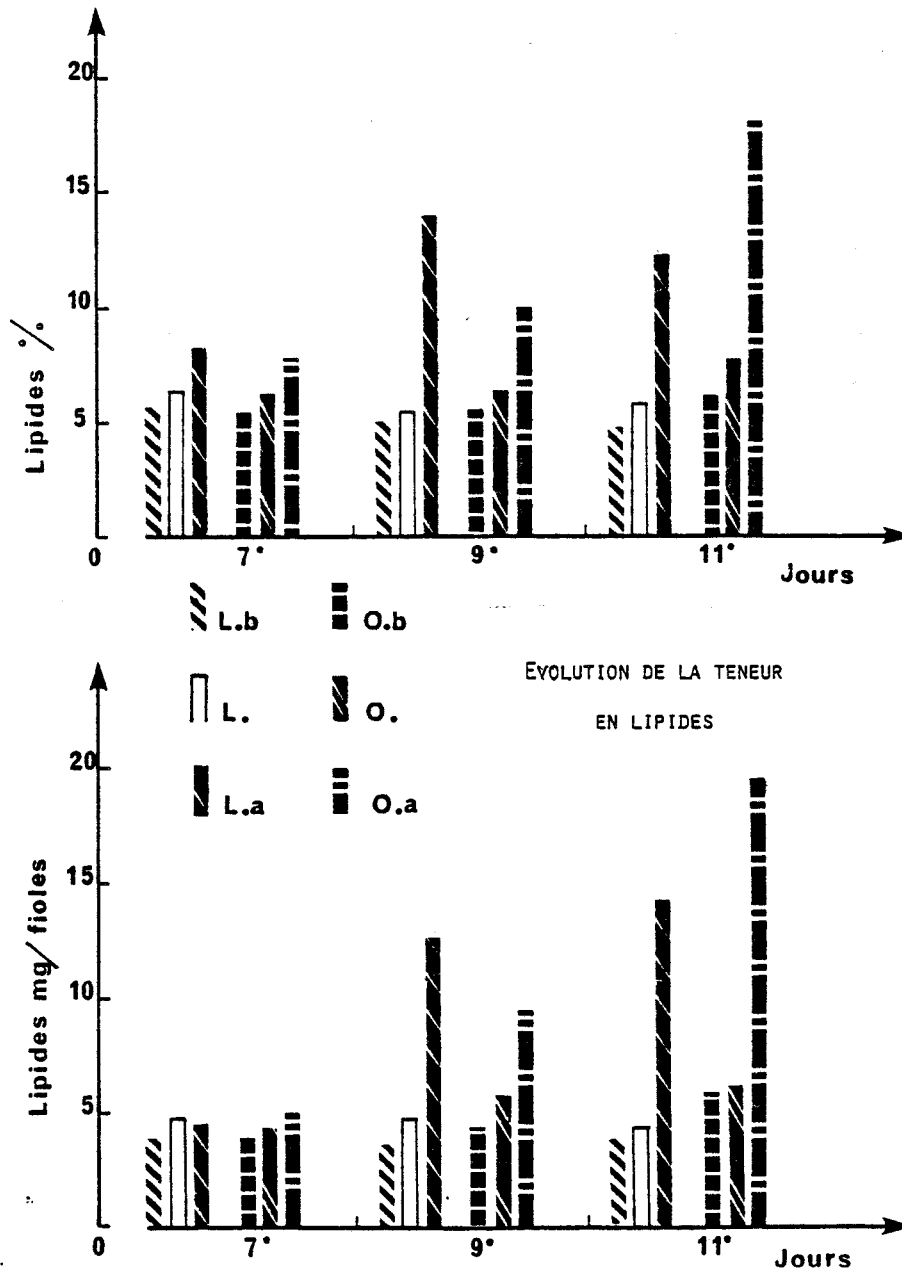 20
15
10
5
Lipides %
0 7° 9° 11°
Jours
L.b O.b
L. O.
L.a O.a
EVOLUTION DE LA TENEUR
EN LIPIDES
20
15
10
5
Lipides mg/fioles
0 7° 9° 11°
Jours